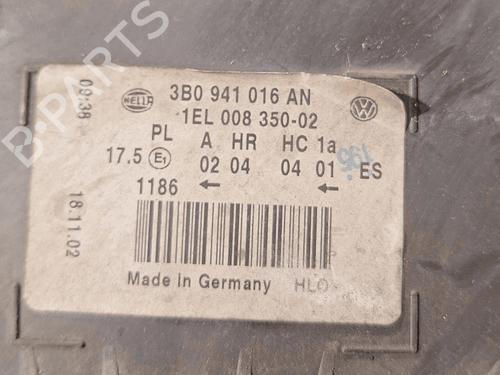 B-PARTS
09:38
18.11.02
HELLA
3B0 941 016 AN
1EL 008 350-02
PL A HR HC 1a
17.5 E1 02 04 04 01 ES
1186 ← ←
Made in Germany HLO